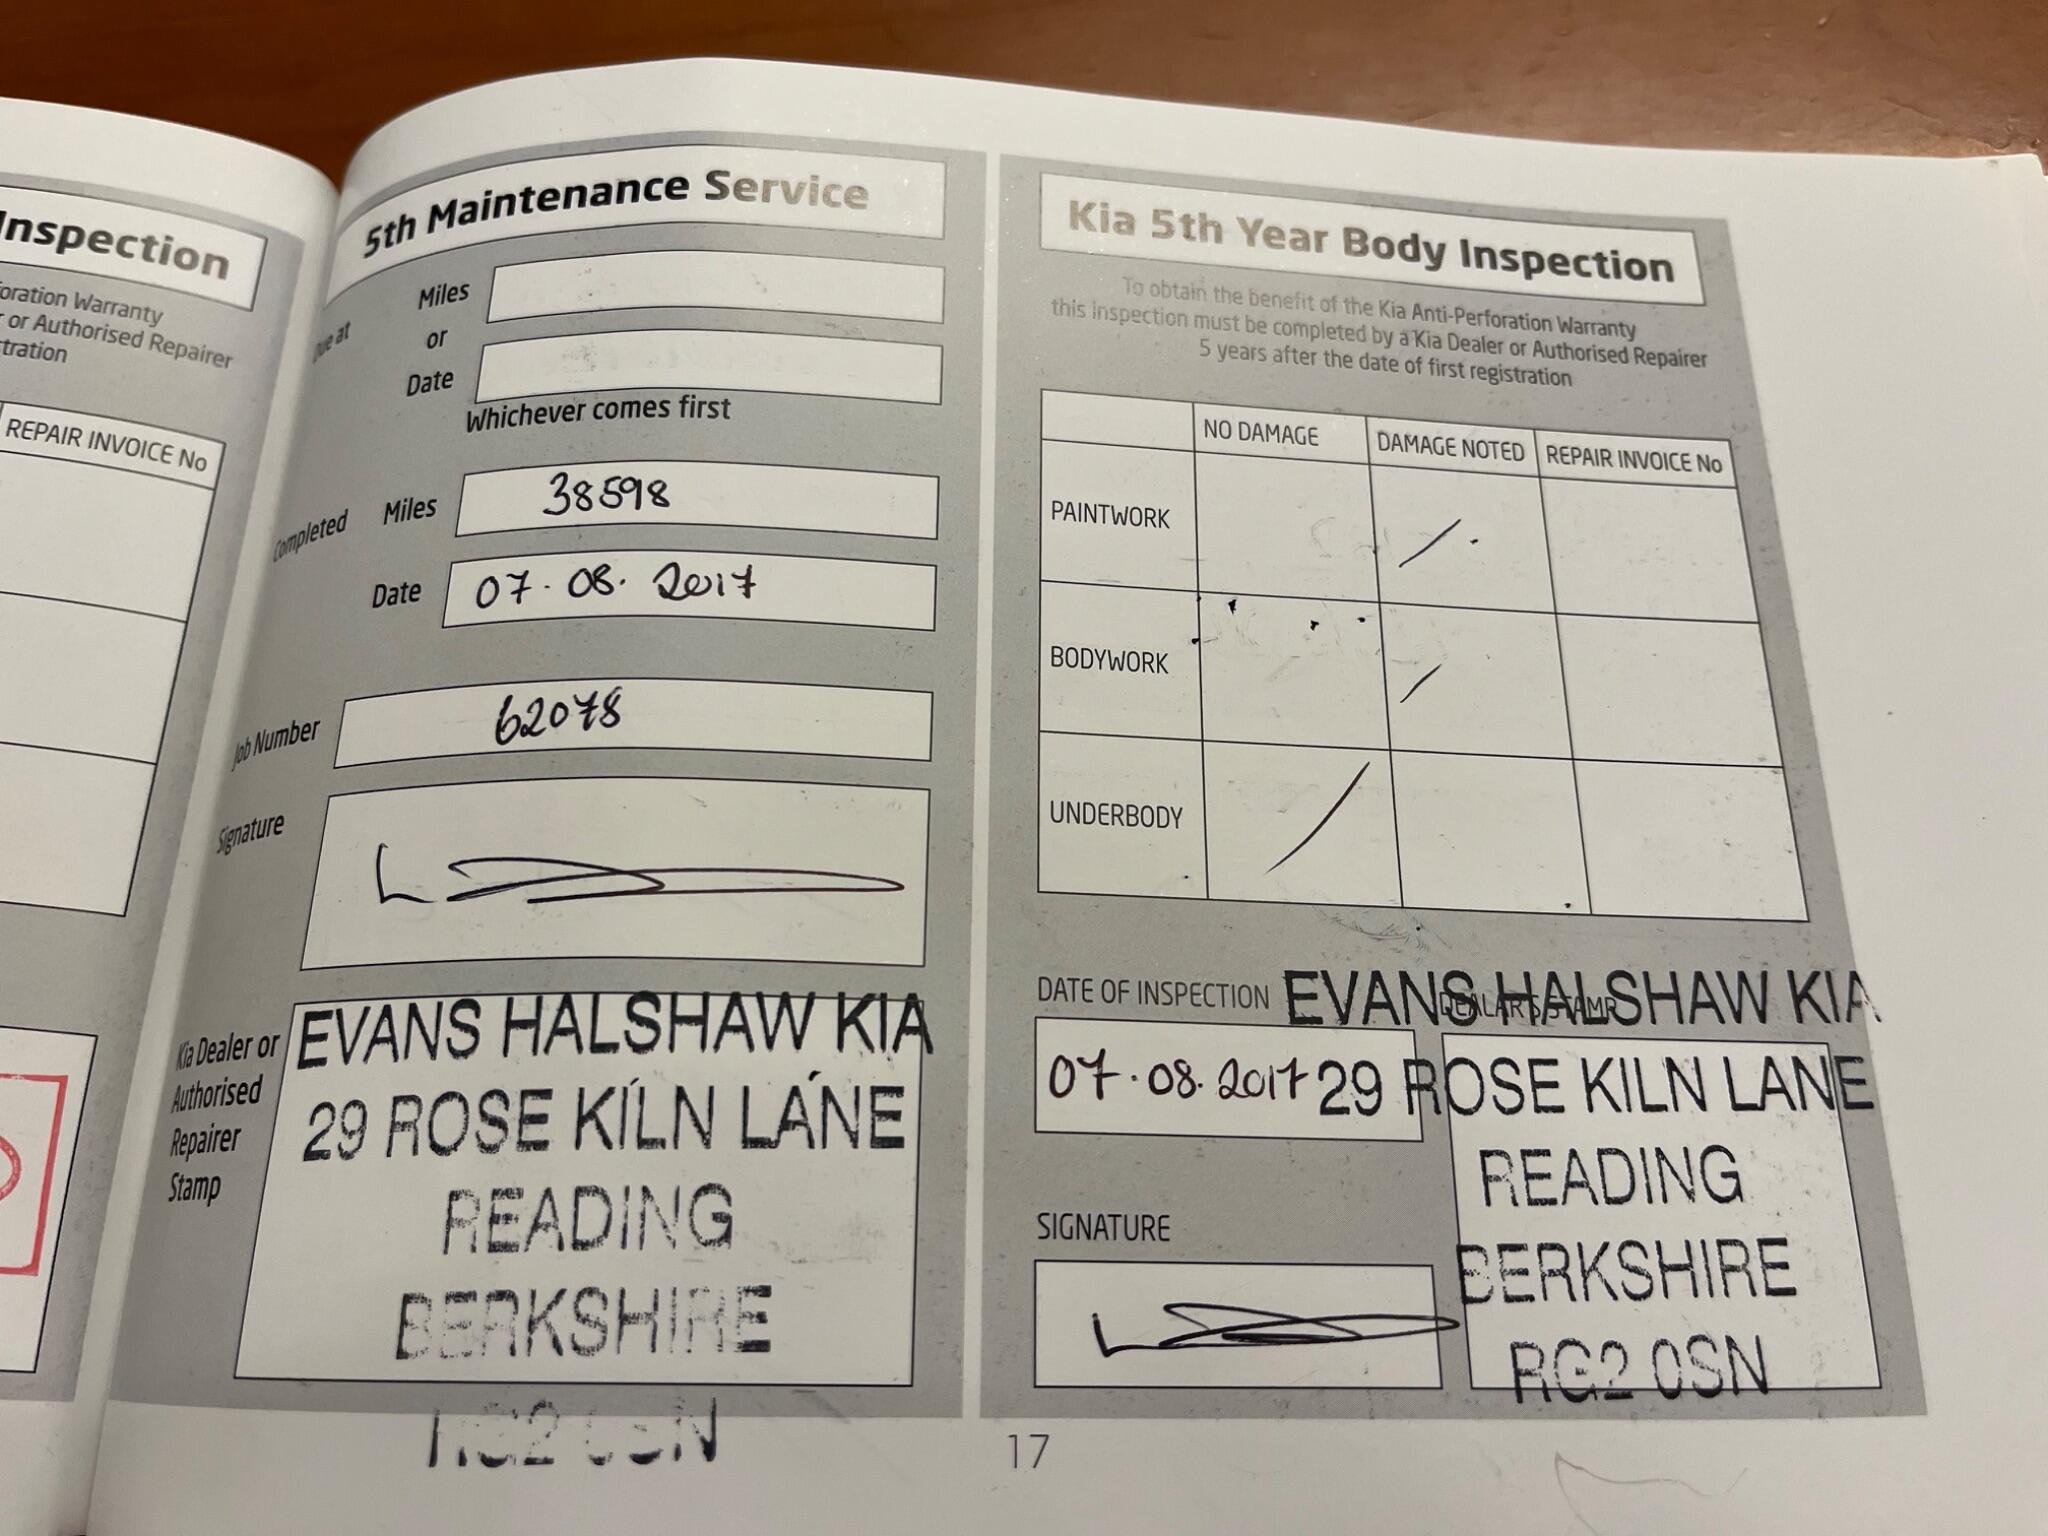 Inspection
oration Warranty
r or Authorised Repairer
stration
REPAIR INVOICE No
5th Maintenance Service
Due at
Miles
or
Date
Whichever comes first
Completed
Miles 38598
Date 07.08.2017
Job Number 62078
Signature
Kia Dealer or
Authorised
Repairer
Stamp
EVANS HALSHAW KIA
29 ROSE KILN LANE
READING
BERKSHIRE
RG2 0SN
Kia 5th Year Body Inspection
To obtain the benefit of the Kia Anti-Perforation Warranty
this inspection must be completed by a Kia Dealer or Authorised Repairer
5 years after the date of first registration
NO DAMAGE DAMAGE NOTED REPAIR INVOICE No
PAINTWORK
BODYWORK
UNDERBODY
DATE OF INSPECTION
07.08.2017
SIGNATURE
EVANS HALSHAW KIA
29 ROSE KILN LANE
READING
BERKSHIRE
RG2 0SN
17